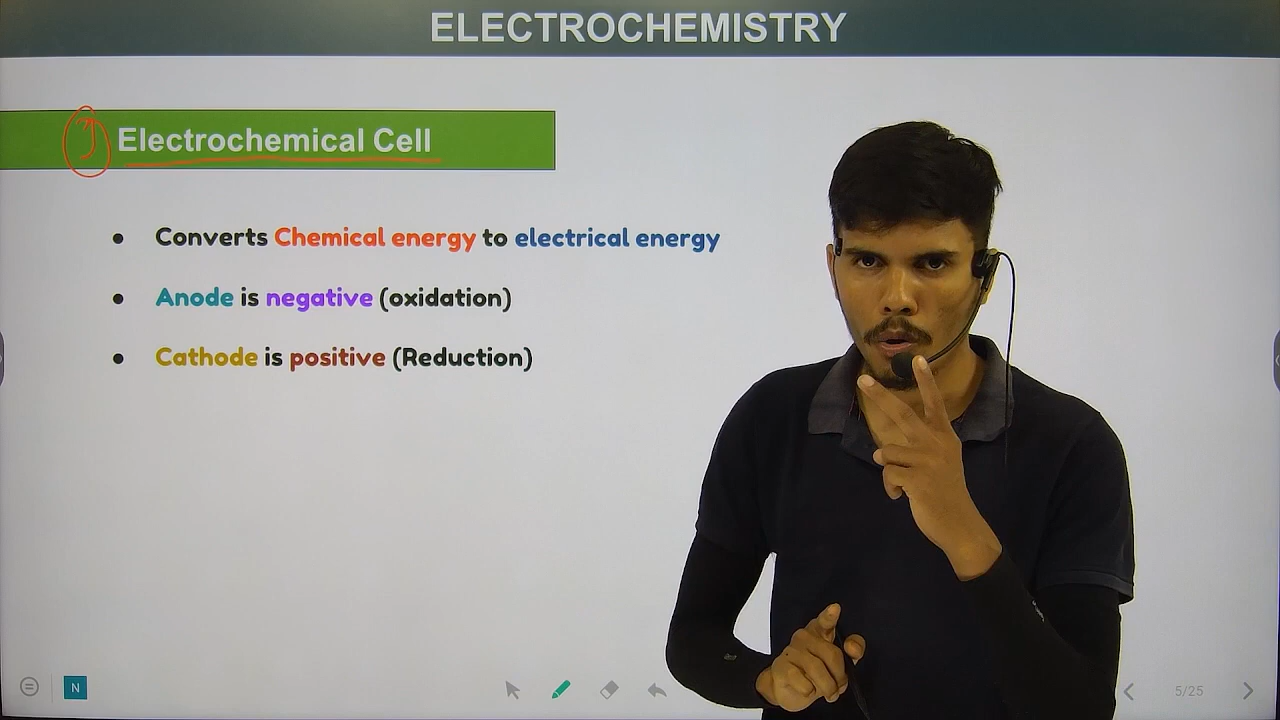 ELECTROCHEMISTRY
Electrochemical Cell
● Converts Chemical energy to electrical energy
● Anode is negative (oxidation)
● Cathode is positive (Reduction)
N
5/25